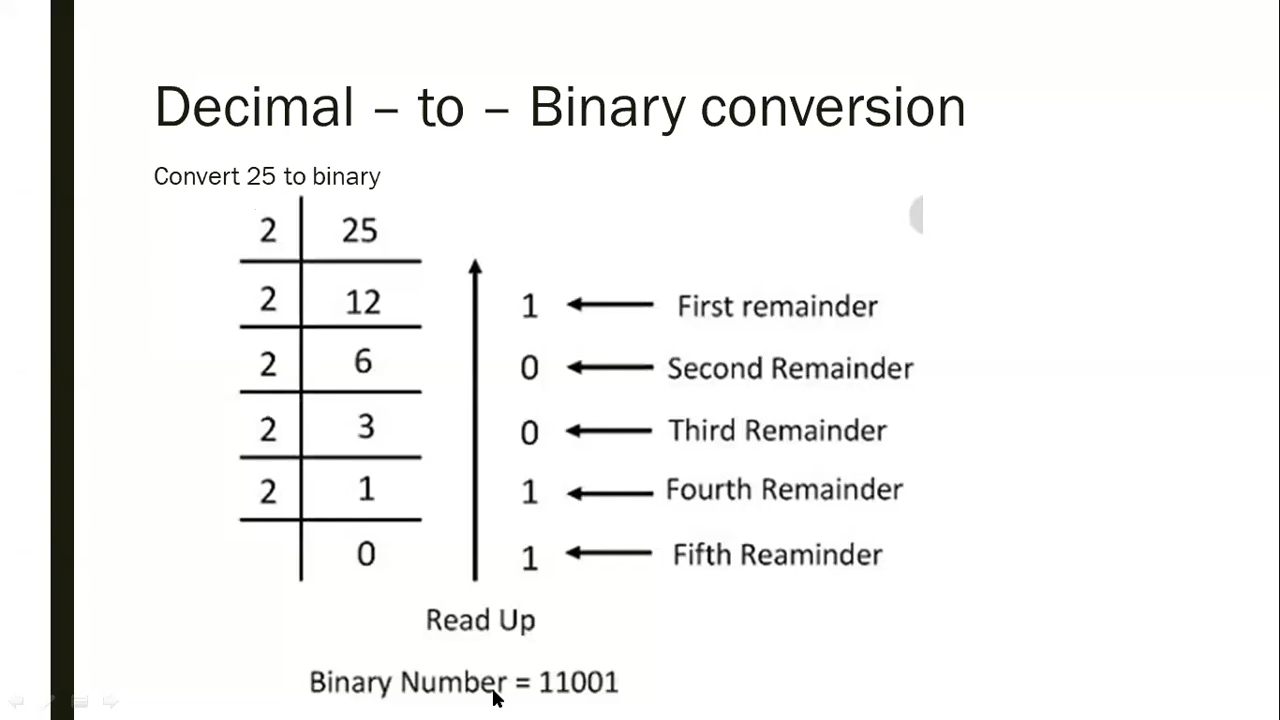 Decimal – to – Binary conversion
Convert 25 to binary
2 25
2 12 1 First remainder
2 6 0 Second Remainder
2 3 0 Third Remainder
2 1 1 Fourth Remainder
0 1 Fifth Reaminder
Read Up
Binary Number = 11001